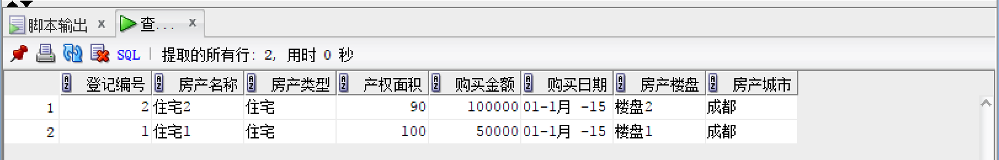 脚本输出 × 查... ×
SQL 提取的所有行: 2, 用时 0 秒
登记编号 房产名称 房产类型 产权面积 购买金额 购买日期 房产楼盘 房产城市
1 2 住宅2 住宅 90 100000 01-1月 -15 楼盘2 成都
2 1 住宅1 住宅 100 50000 01-1月 -15 楼盘1 成都